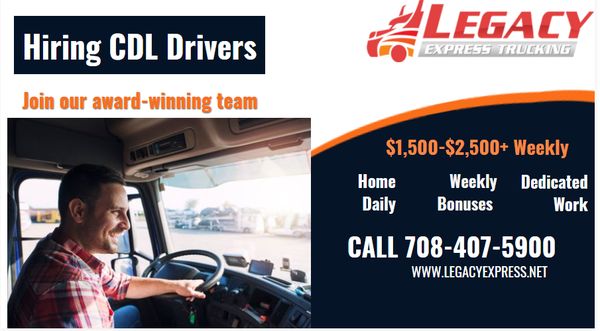 Hiring CDL Drivers
LEGACY
EXPRESS TRUCKING
Join our award-winning team
$1,500-$2,500+ Weekly
Home
Daily
Weekly
Bonuses
Dedicated
Work
CALL 708-407-5900
WWW.LEGACYEXPRESS.NET